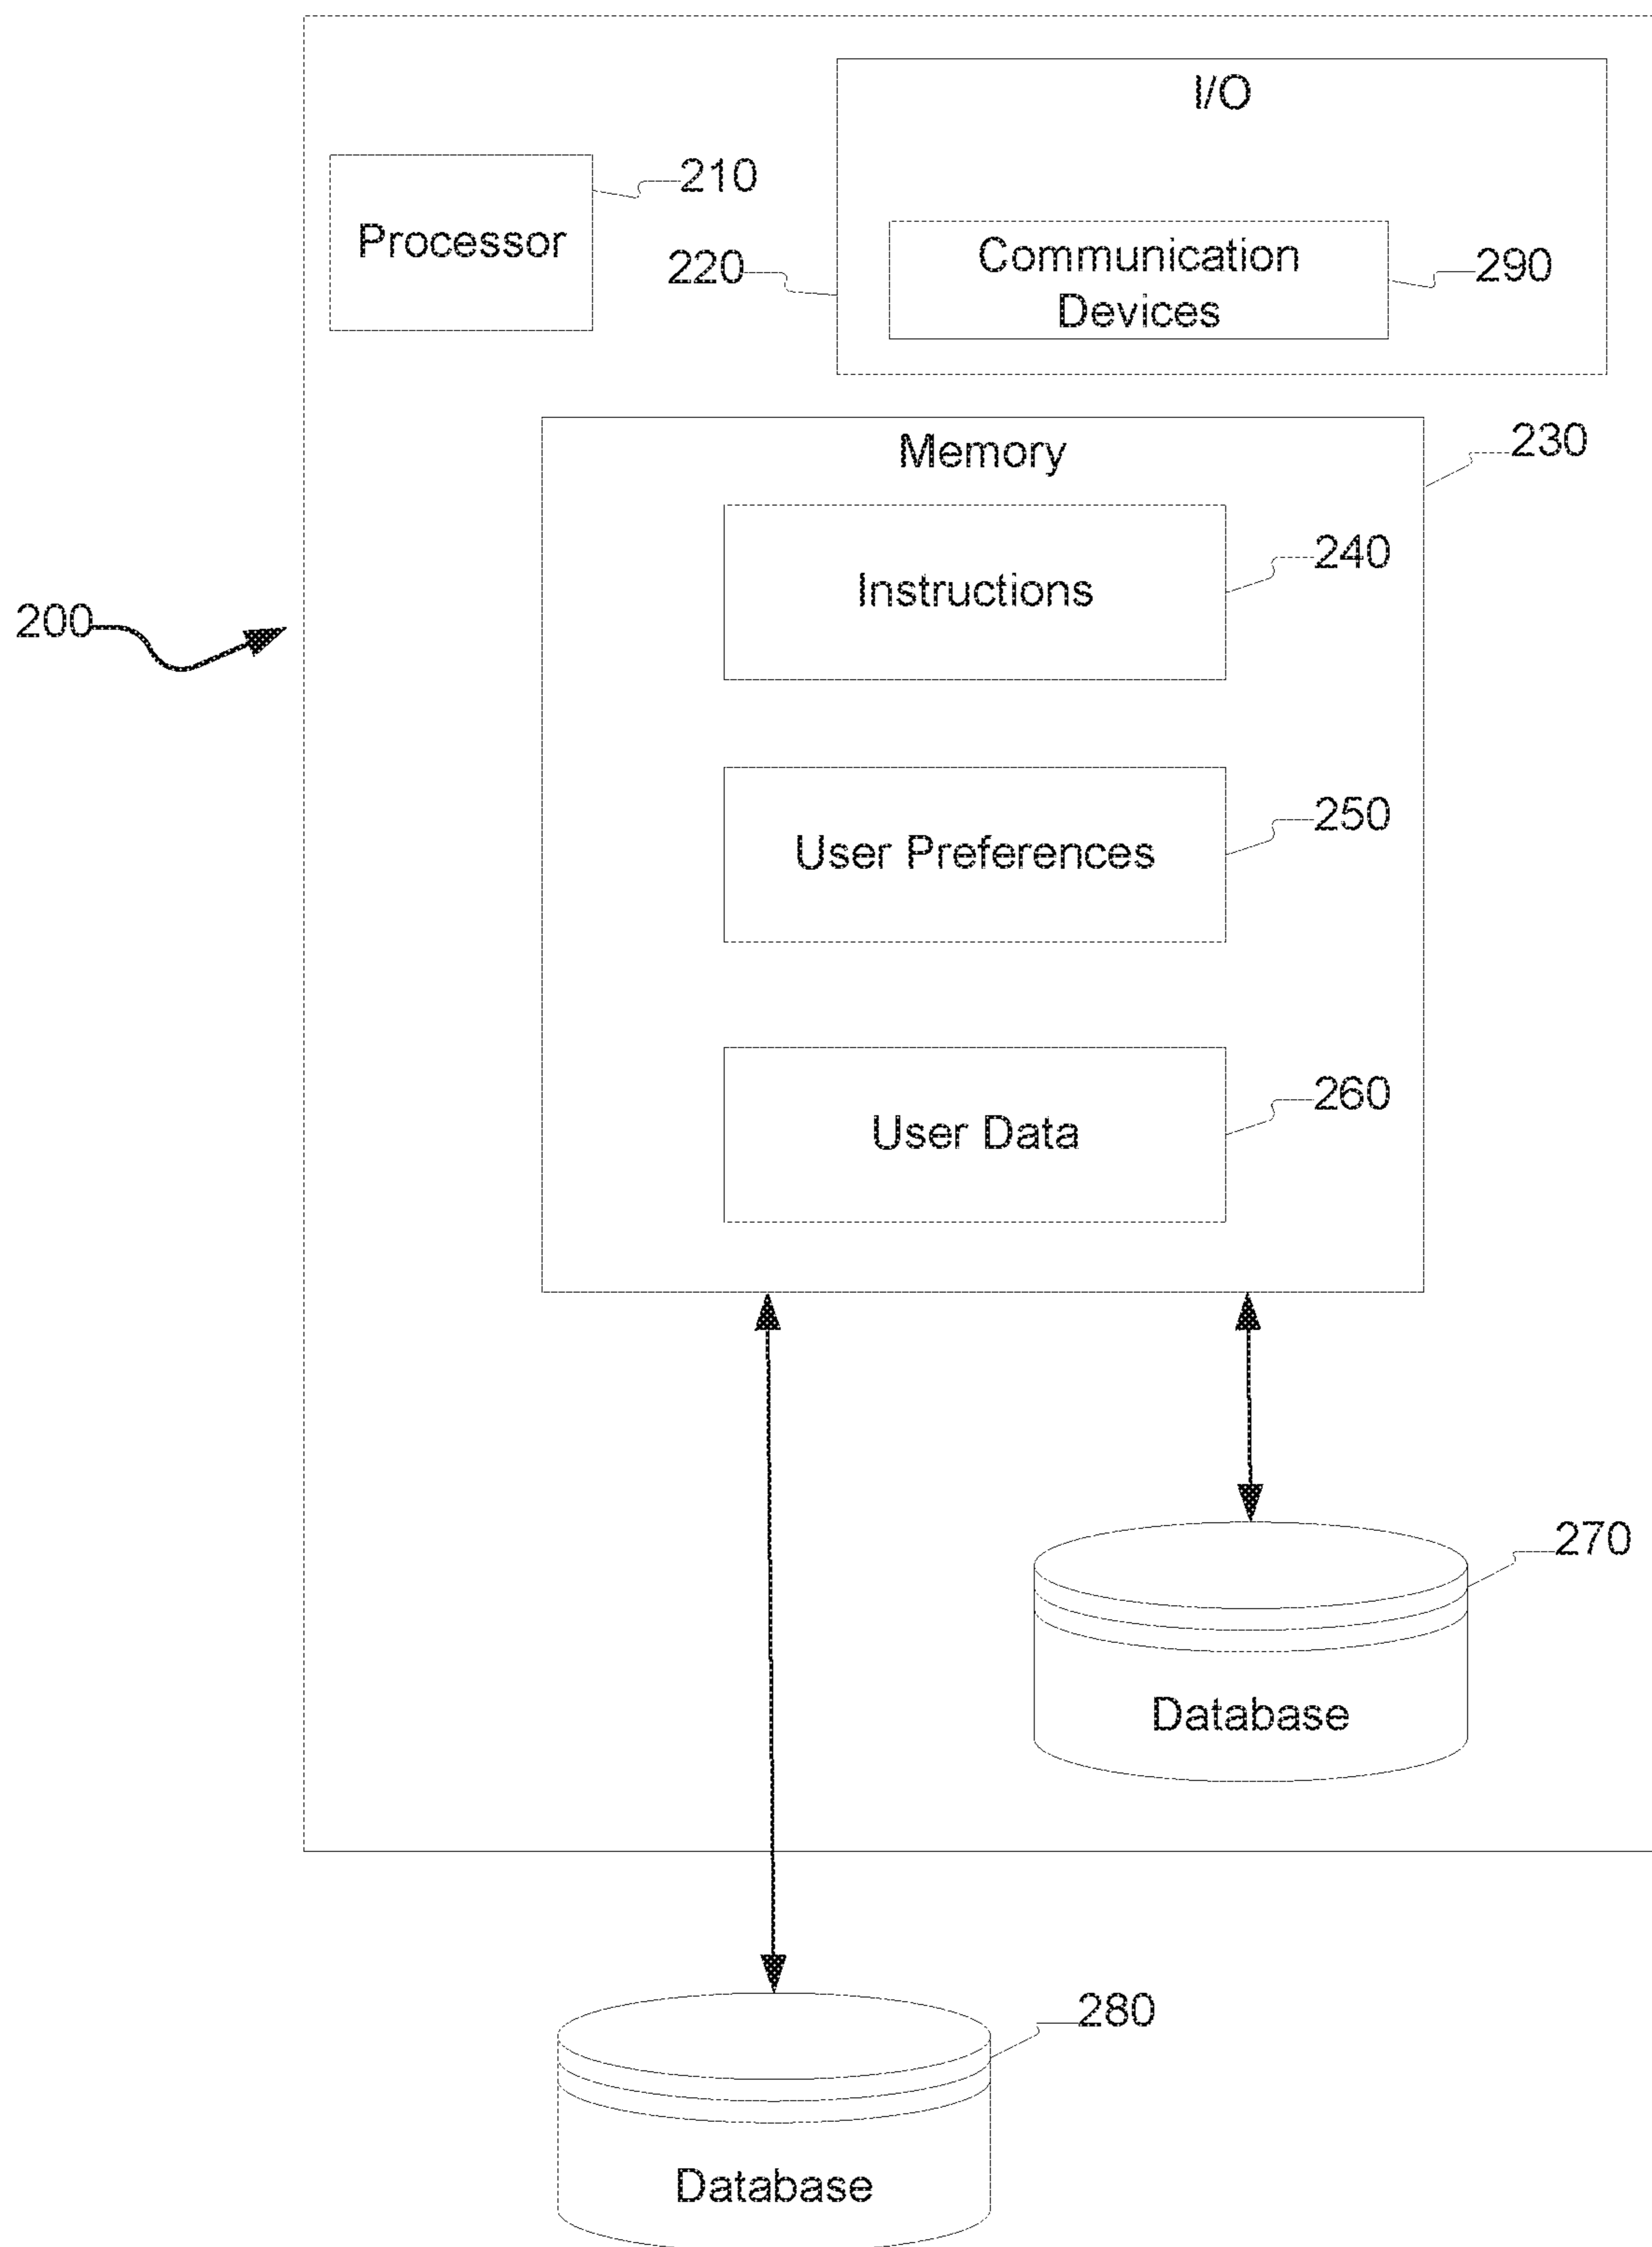 I/O
210
Processor
220
Communication
Devices
290
Memory
230
Instructions
240
200
User Preferences
250
User Data
260
270
Database
280
Database